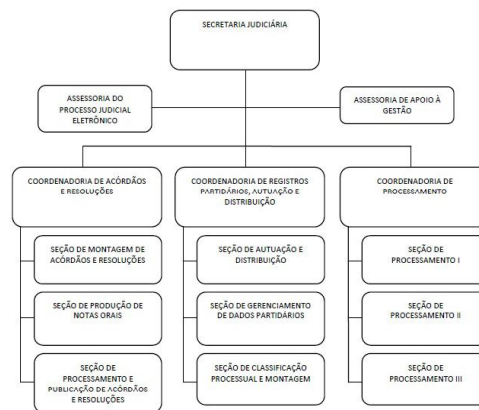 SECRETARIA JUDICIÁRIA
ASSESSORIA DO
PROCESSO JUDICIAL
ELETRÔNICO
ASSESSORIA DE APOIO À
GESTÃO
COORDENADORIA DE ACÓRDÃOS
E RESOLUÇÕES
SEÇÃO DE MONTAGEM DE
ACÓRDÃOS E RESOLUÇÕES
SEÇÃO DE PRODUÇÃO DE
NOTAS ORAIS
SEÇÃO DE
PROCESSAMENTO E
PUBLICAÇÃO DE ACÓRDÃOS
E RESOLUÇÕES
COORDENADORIA DE REGISTROS
PARTIDÁRIOS, AUTUAÇÃO E
DISTRIBUIÇÃO
SEÇÃO DE AUTUAÇÃO E
DISTRIBUIÇÃO
SEÇÃO DE GERENCIAMENTO
DE DADOS PARTIDÁRIOS
SEÇÃO DE CLASSIFICAÇÃO
PROCESSUAL E MONTAGEM
COORDENADORIA DE
PROCESSAMENTO
SEÇÃO DE
PROCESSAMENTO I
SEÇÃO DE
PROCESSAMENTO II
SEÇÃO DE
PROCESSAMENTO III